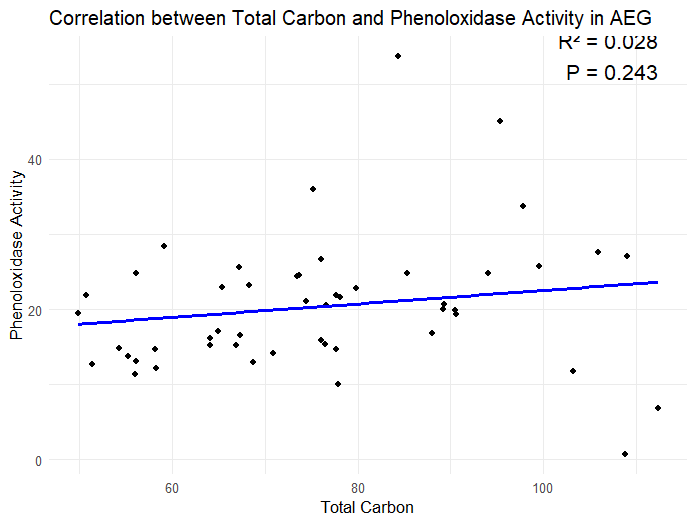 Correlation between Total Carbon and Phenoloxidase Activity in AEG
R² = 0.028
P = 0.243
40
20
0
Phenoloxidase Activity
60 80 100
Total Carbon